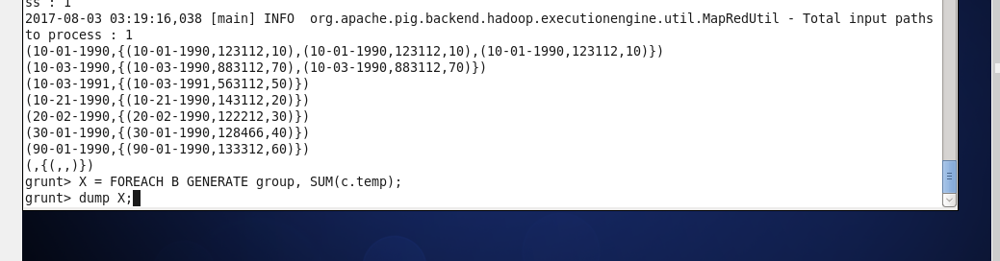 ss : 1
2017-08-03 03:19:16,038 [main] INFO  org.apache.pig.backend.hadoop.executionengine.util.MapRedUtil - Total input paths
to process : 1
(10-01-1990,{(10-01-1990,123112,10),(10-01-1990,123112,10),(10-01-1990,123112,10)})
(10-03-1990,{(10-03-1990,883112,70),(10-03-1990,883112,70)})
(10-03-1991,{(10-03-1991,563112,50)})
(10-21-1990,{(10-21-1990,143112,20)})
(20-02-1990,{(20-02-1990,122212,30)})
(30-01-1990,{(30-01-1990,128466,40)})
(90-01-1990,{(90-01-1990,133312,60)})
(,{(,,)})
grunt> X = FOREACH B GENERATE group, SUM(c.temp);
grunt> dump X;